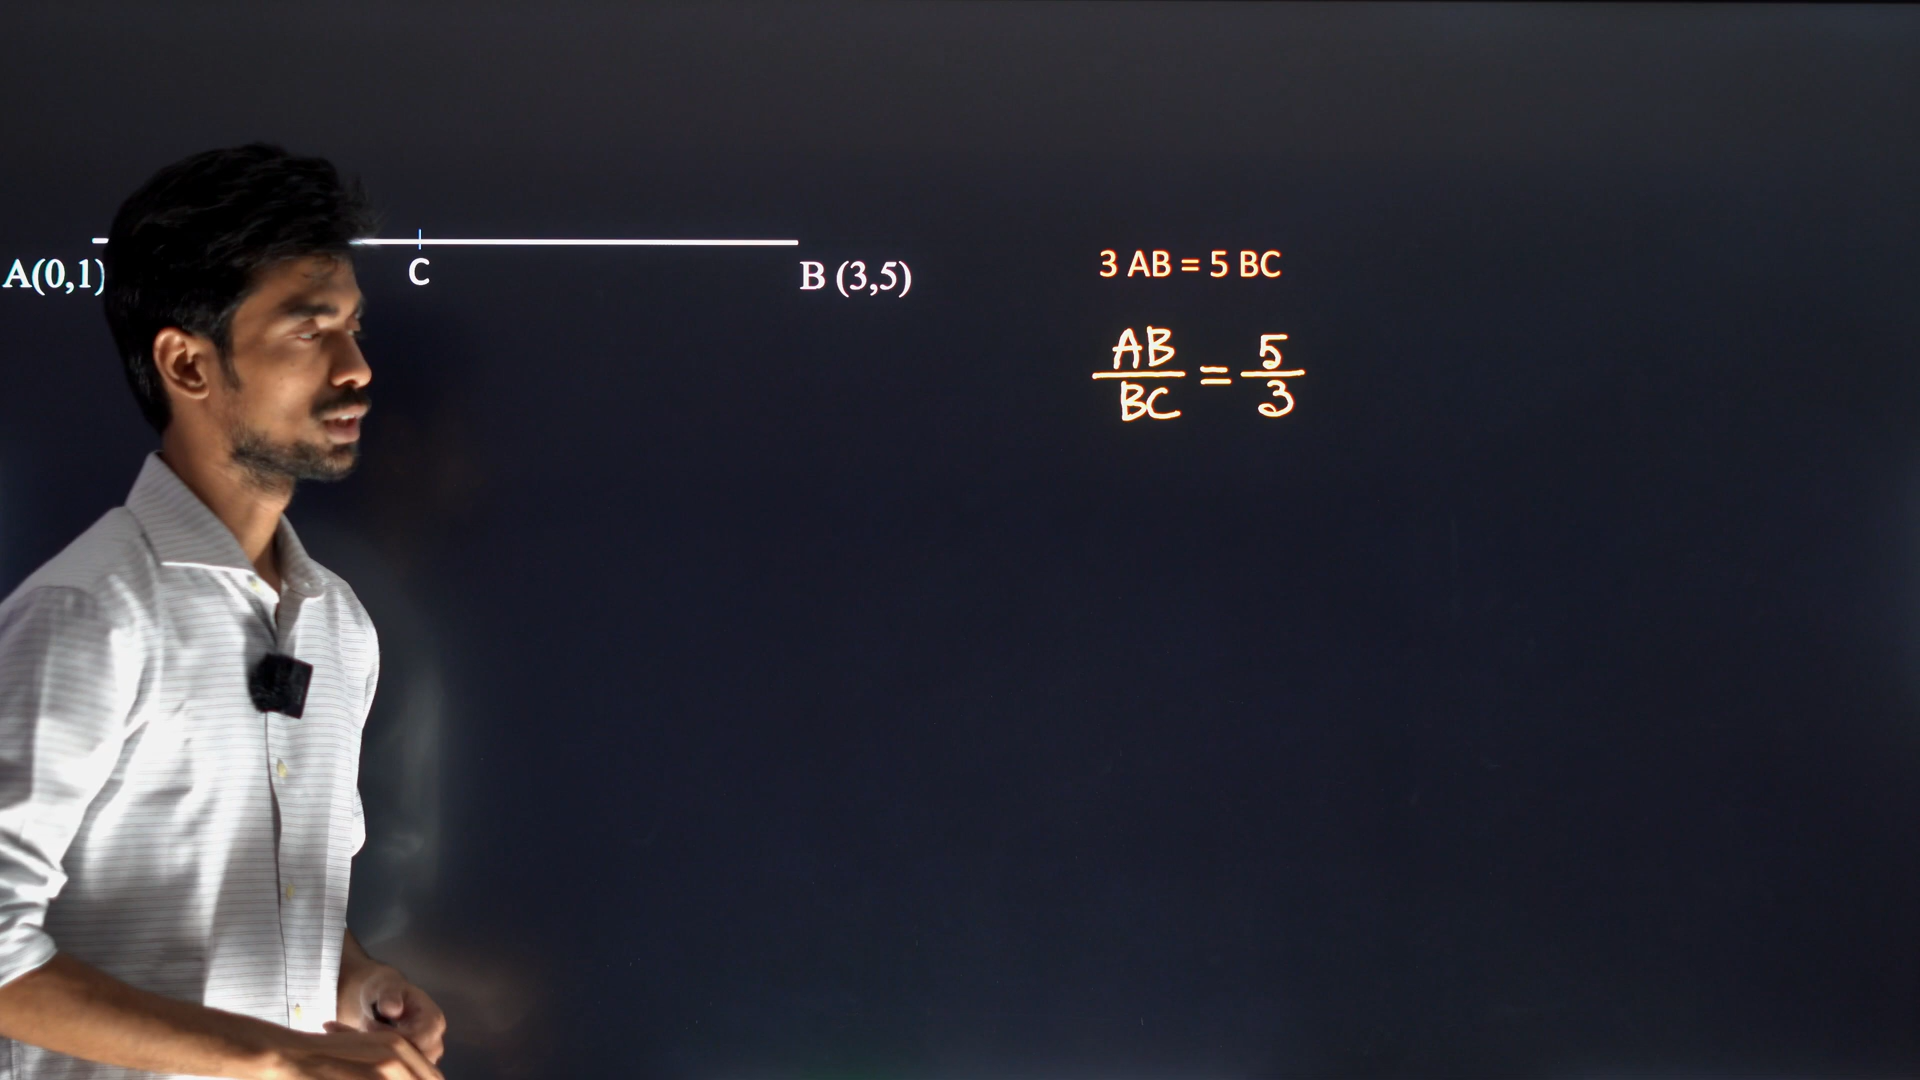 A(0,1)
C
B (3,5)
3 AB = 5 BC
AB/BC = 5/3